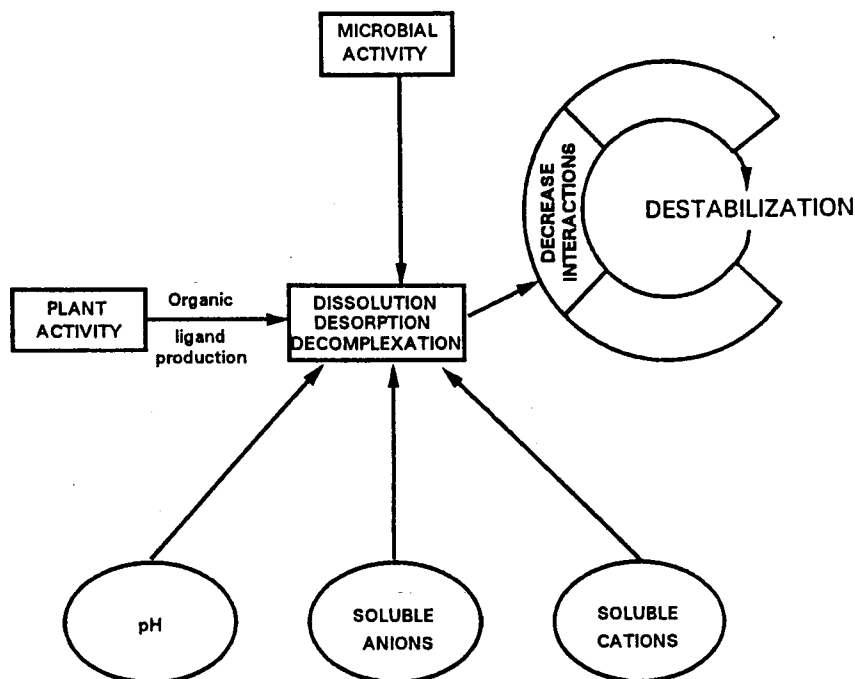 MICROBIAL
ACTIVITY
DECREASE
INTERACTIONS
DESTABILIZATION
PLANT
ACTIVITY
Organic
ligand
production
DISSOLUTION
DESORPTION
DECOMPLEXATION
pH
SOLUBLE
ANIONS
SOLUBLE
CATIONS